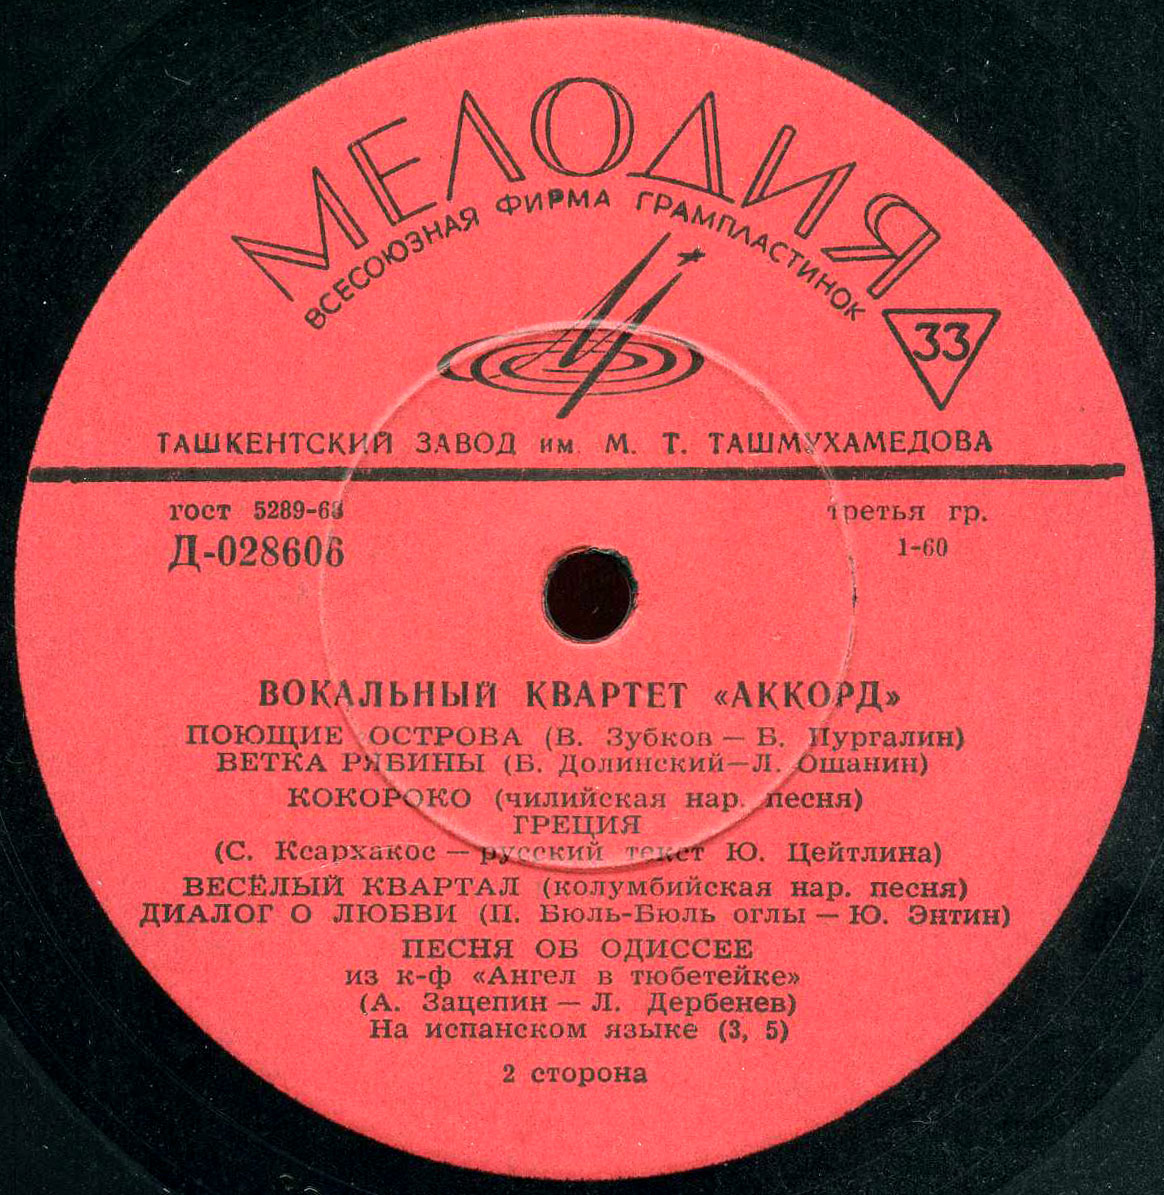 МЕЛОДИЯ
ВСЕСОЮЗНАЯ ФИРМА ГРАМПЛАСТИНОК
33
ТАШКЕНТСКИЙ ЗАВОД им. М. Т. ТАШМУХАМЕДОВА
гост 5289-68 третья гр.
Д-028606 1-60
ВОКАЛЬНЫЙ КВАРТЕТ «АККОРД»
ПОЮЩИЕ ОСТРОВА (В. Зубков — Б. Пургалин)
ВЕТКА РЯБИНЫ (Б. Долинский—Л. Ошанин)
КОКОРОКО (чилийская нар. песня)
ГРЕЦИЯ
(С. Ксархакос — русский текст Ю. Цейтлина)
ВЕСЁЛЫЙ КВАРТАЛ (колумбийская нар. песня)
ДИАЛОГ О ЛЮБВИ (П. Бюль-Бюль оглы — Ю. Энтин)
ПЕСНЯ ОБ ОДИССЕЕ
из к-ф «Ангел в тюбетейке»
(А. Зацепин — Л. Дербенев)
На испанском языке (3, 5)
2 сторона